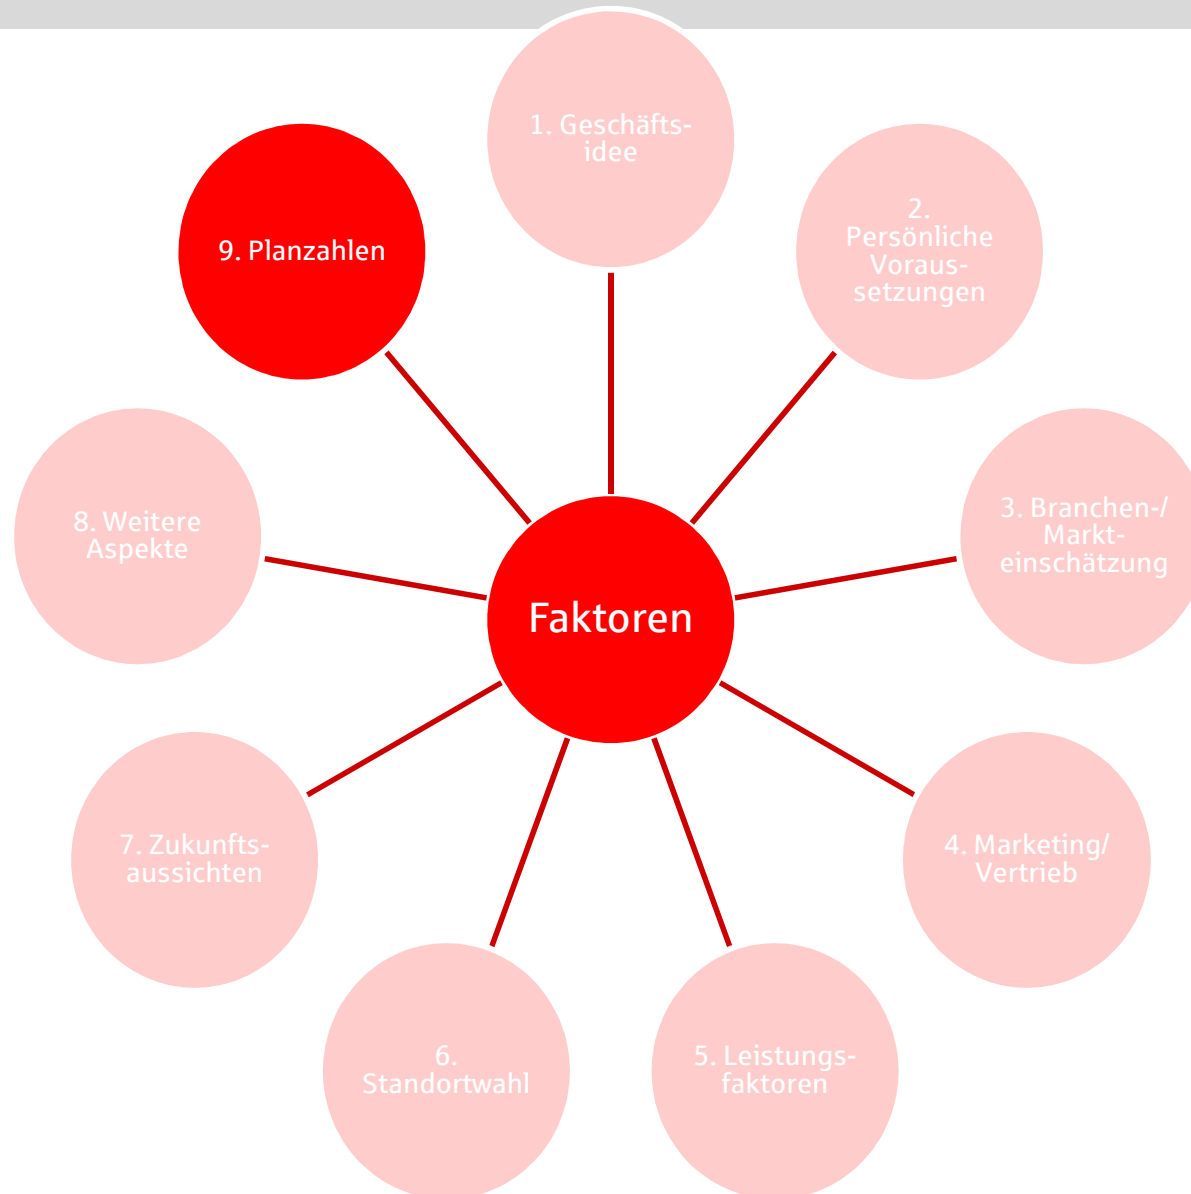 1. Geschäfts-
idee
2.
Persönliche
Voraus-
setzungen
3. Branchen-/
Markt-
einschätzung
4. Marketing/
Vertrieb
5. Leistungs-
faktoren
6.
Standortwahl
7. Zukunfts-
aussichten
8. Weitere
Aspekte
9. Planzahlen
Faktoren